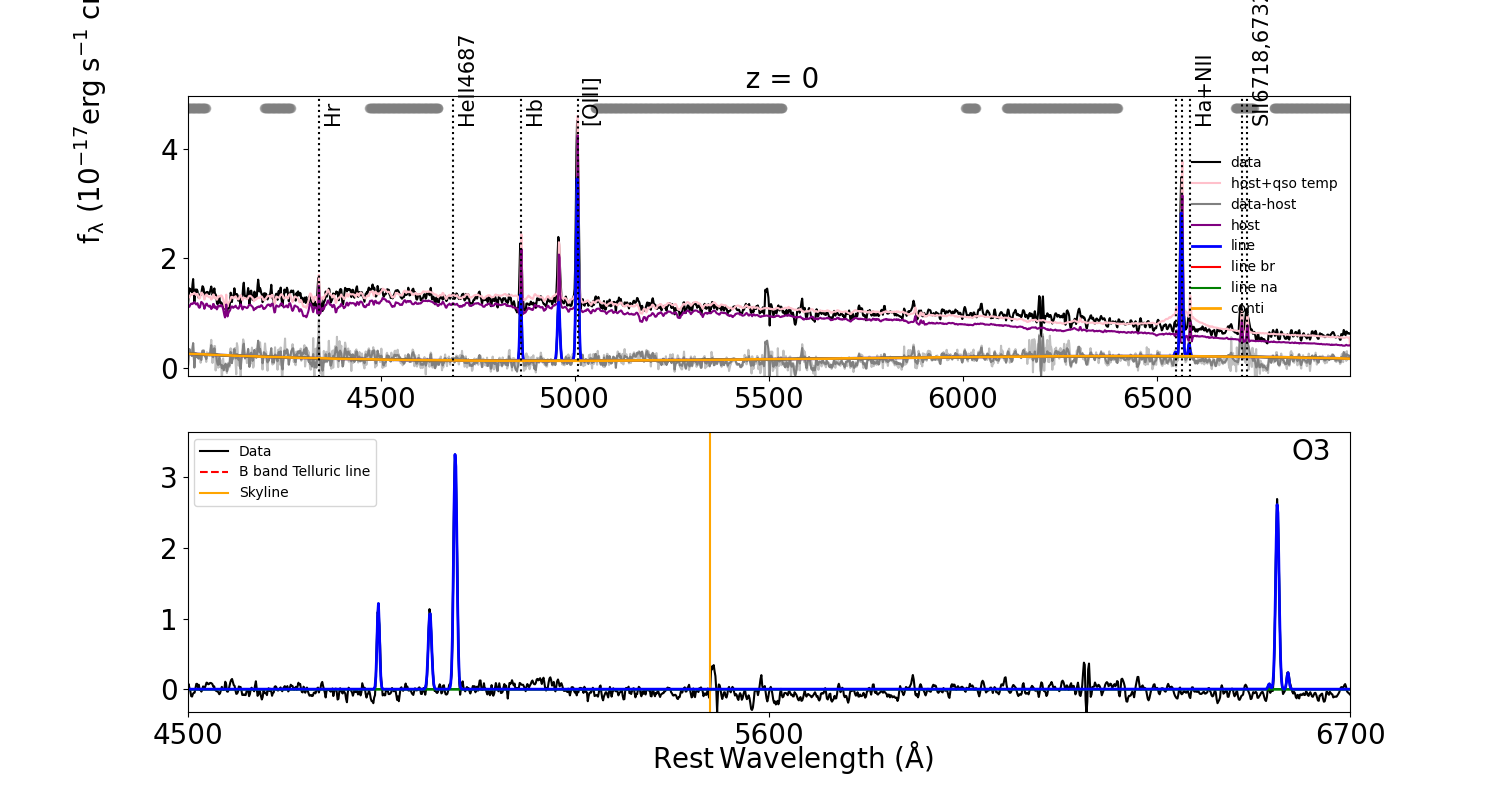 z = 0
f_λ (10^−17 erg s^−1
Hr
HeII4687
Hb
[OIII]
Ha+NII
SII6718,6732
4
2
0
data
host+qso temp
data-host
host
line
line br
line na
conti
4500
5000
5500
6000
6500
Data
B band Telluric line
Skyline
O3
3
2
1
0
4500
5600
6700
Rest Wavelength (Å)